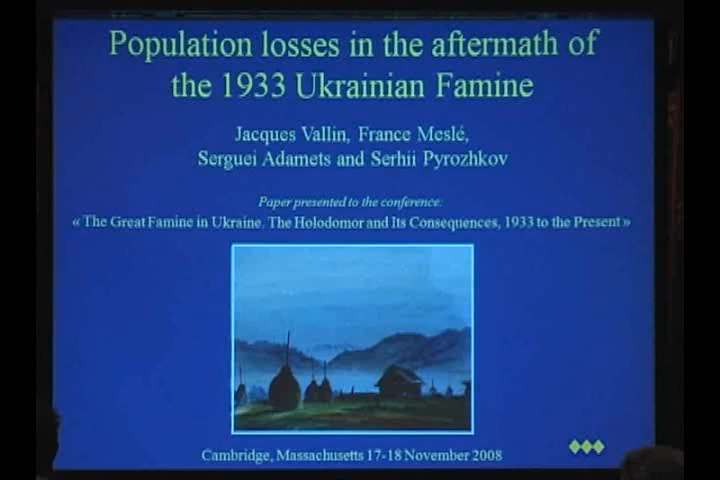 Population losses in the aftermath of
the 1933 Ukrainian Famine
Jacques Vallin, France Meslé,
Serguei Adamets and Serhii Pyrozhkov
Paper presented to the conference:
« The Great Famine in Ukraine. The Holodomor and Its Consequences, 1933 to the Present »
Cambridge, Massachusetts 17-18 November 2008